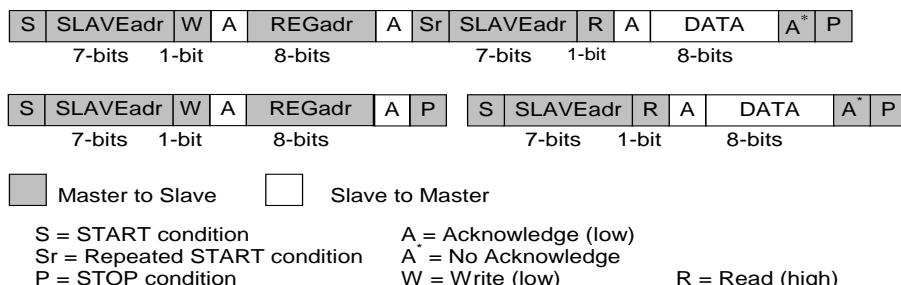 S SLAVEadr W A REGadr A Sr SLAVEadr R A DATA A* P
7-bits 1-bit 8-bits 7-bits 1-bit 8-bits
S SLAVEadr W A REGadr A P S SLAVEadr R A DATA A* P
7-bits 1-bit 8-bits 7-bits 1-bit 8-bits
Master to Slave Slave to Master
S = START condition A = Acknowledge (low)
Sr = Repeated START condition A* = No Acknowledge
P = STOP condition W = Write (low) R = Read (high)